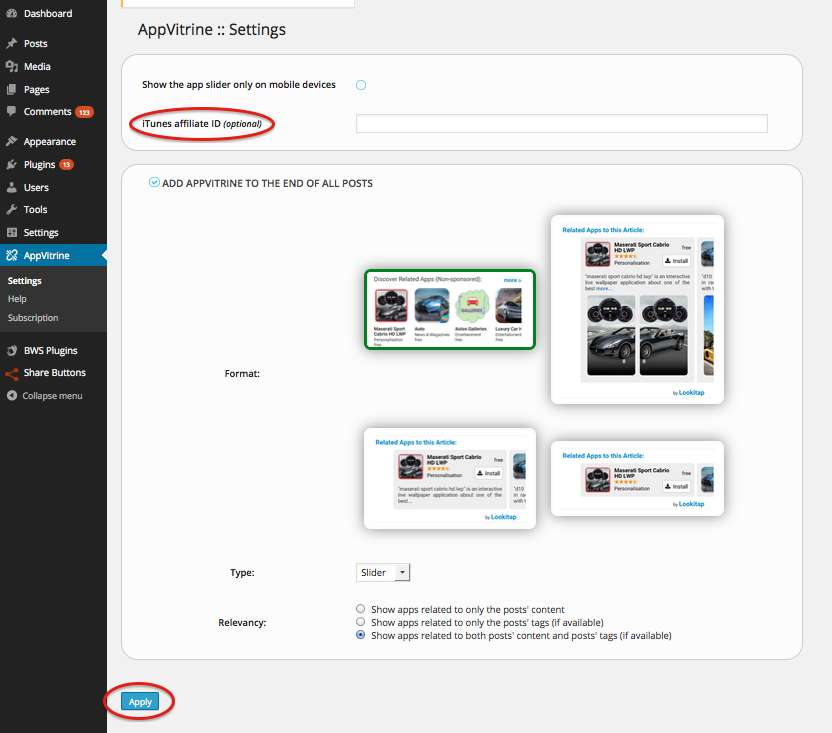 Dashboard
Posts
Media
Pages
Comments 123
Appearance
Plugins 13
Users
Tools
Settings
AppVitrine
Settings
Help
Subscription
BWS Plugins
Share Buttons
Collapse menu
AppVitrine :: Settings
Show the app slider only on mobile devices
iTunes affiliate ID (optional)
ADD APPVITRINE TO THE END OF ALL POSTS
Format:
Discover Related Apps (Non-sponsored): more »
Maserati Sport Cabrio HD LWP
Personalisation
free
Auto
News & Magazines
free
GALLERIES
Autos Galleries
Entertainment
free
Luxury Car
Entertainment
free
Related Apps to this Article:
Maserati Sport Cabrio
HD LWP
free
Personalisation
Install
"maserati sport cabrio hd lwp" is an interactive
live wallpaper application about one of the
best more...
"d10
in ra
with t
by Lookitap
Related Apps to this Article:
Maserati Sport Cabrio
HD LWP
free
Personalisation
Install
"maserati sport cabrio hd lwp" is an interactive
live wallpaper application about one of the
best...
"d10
in ra
with t
by Lookitap
Related Apps to this Article:
Maserati Sport Cabrio
HD LWP
free
Personalisation
Install
by Lookitap
Type:
Slider
Relevancy:
Show apps related to only the posts' content
Show apps related to only the posts' tags (if available)
Show apps related to both posts' content and posts' tags (if available)
Apply